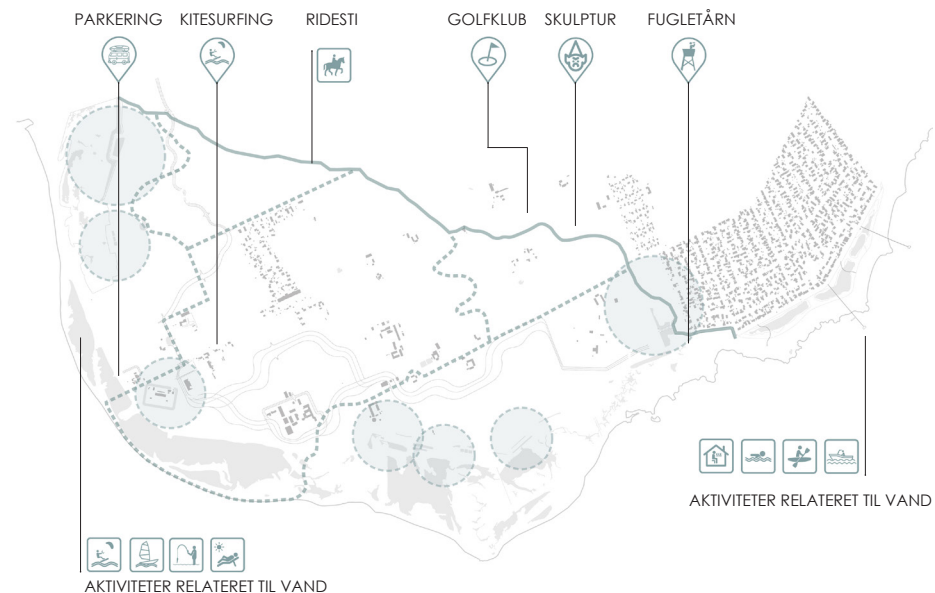 PARKERING
KITESURFING
RIDESTI
GOLFKLUB
SKULPTUR
FUGLETÅRN
AKTIVITETER RELATERET TIL VAND
AKTIVITETER RELATERET TIL VAND